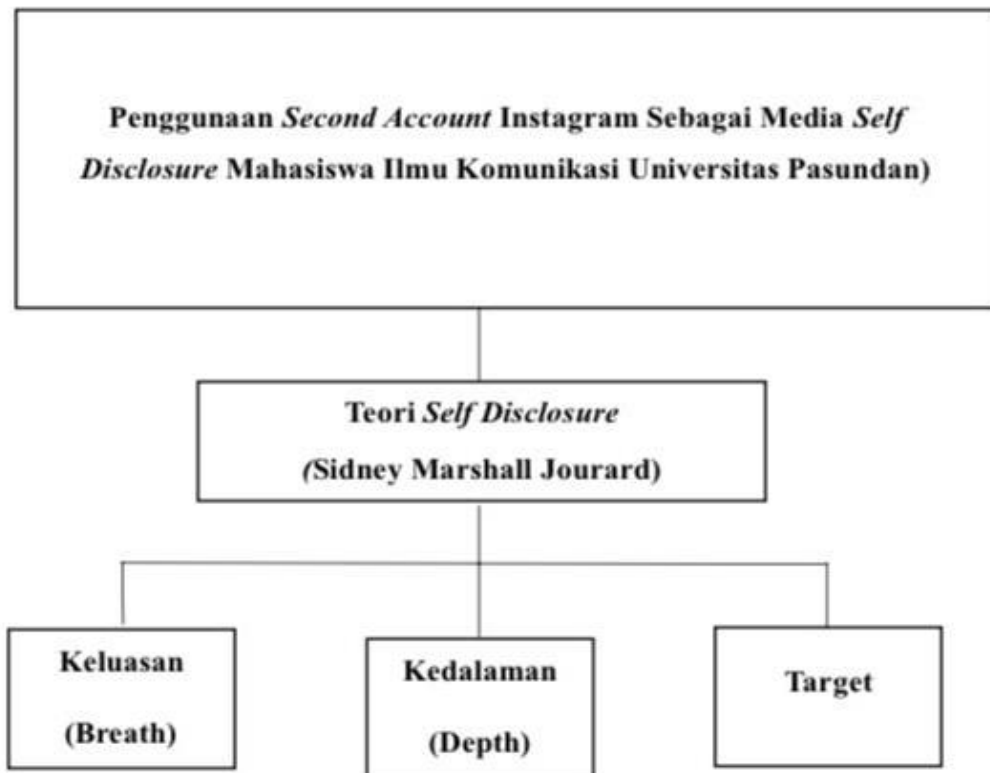 Penggunaan Second Account Instagram Sebagai Media Self
Disclosure Mahasiswa Ilmu Komunikasi Universitas Pasundan)
Teori Self Disclosure
(Sidney Marshall Jourard)
Keluasan
(Breath)
Kedalaman
(Depth)
Target